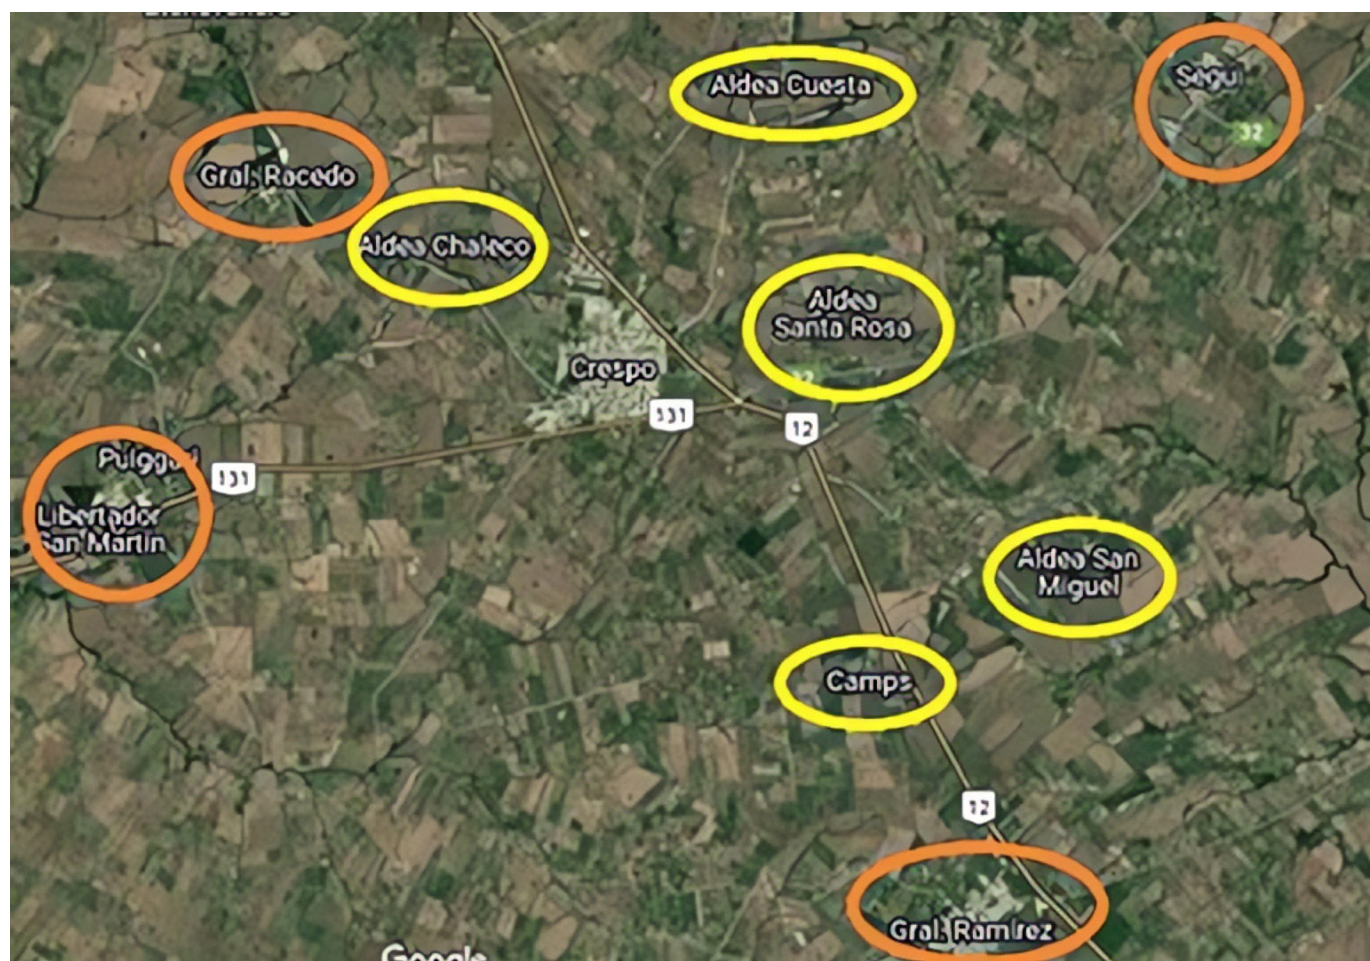 Aldea Cuesta
Segui
32
Gral. Racedo
Aldea Chaleco
Aldea
Santa Rosa
Crespo
131
12
Puiggari
131
Libertador
San Martín
Aldea San
Miguel
Camps
12
Gral. Ramírez
Google